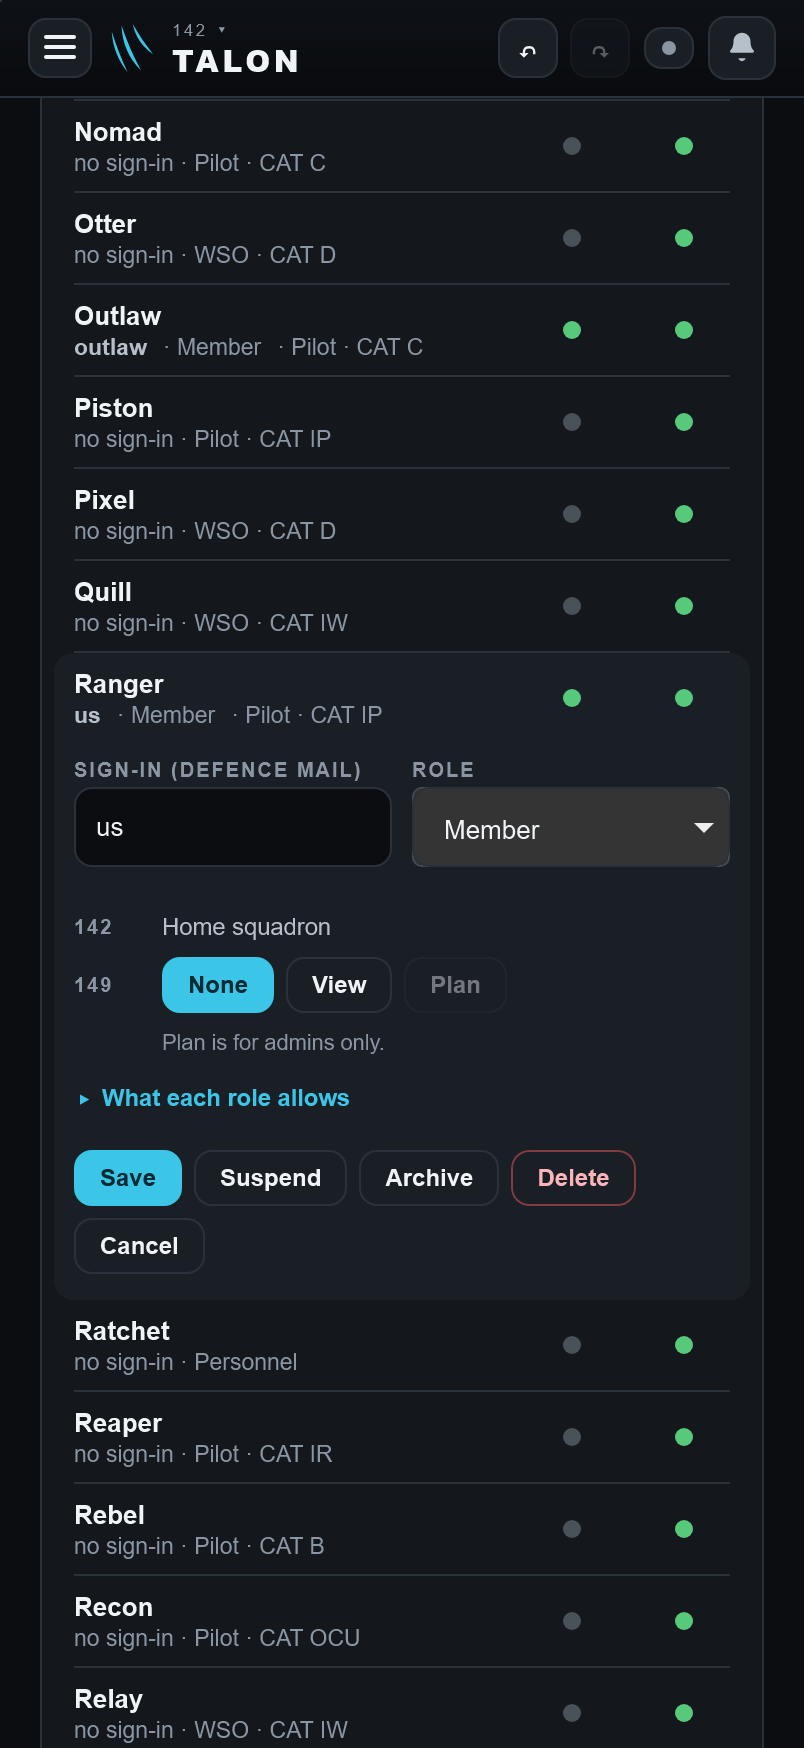 142 ▾
TALON
Nomad
no sign-in · Pilot · CAT C
Otter
no sign-in · WSO · CAT D
Outlaw
outlaw · Member · Pilot · CAT C
Piston
no sign-in · Pilot · CAT IP
Pixel
no sign-in · WSO · CAT D
Quill
no sign-in · WSO · CAT IW
Ranger
us · Member · Pilot · CAT IP
SIGN-IN (DEFENCE MAIL) ROLE
us Member
142 Home squadron
149 None View Plan
Plan is for admins only.
▸ What each role allows
Save Suspend Archive Delete
Cancel
Ratchet
no sign-in · Personnel
Reaper
no sign-in · Pilot · CAT IR
Rebel
no sign-in · Pilot · CAT B
Recon
no sign-in · Pilot · CAT OCU
Relay
no sign-in · WSO · CAT IW